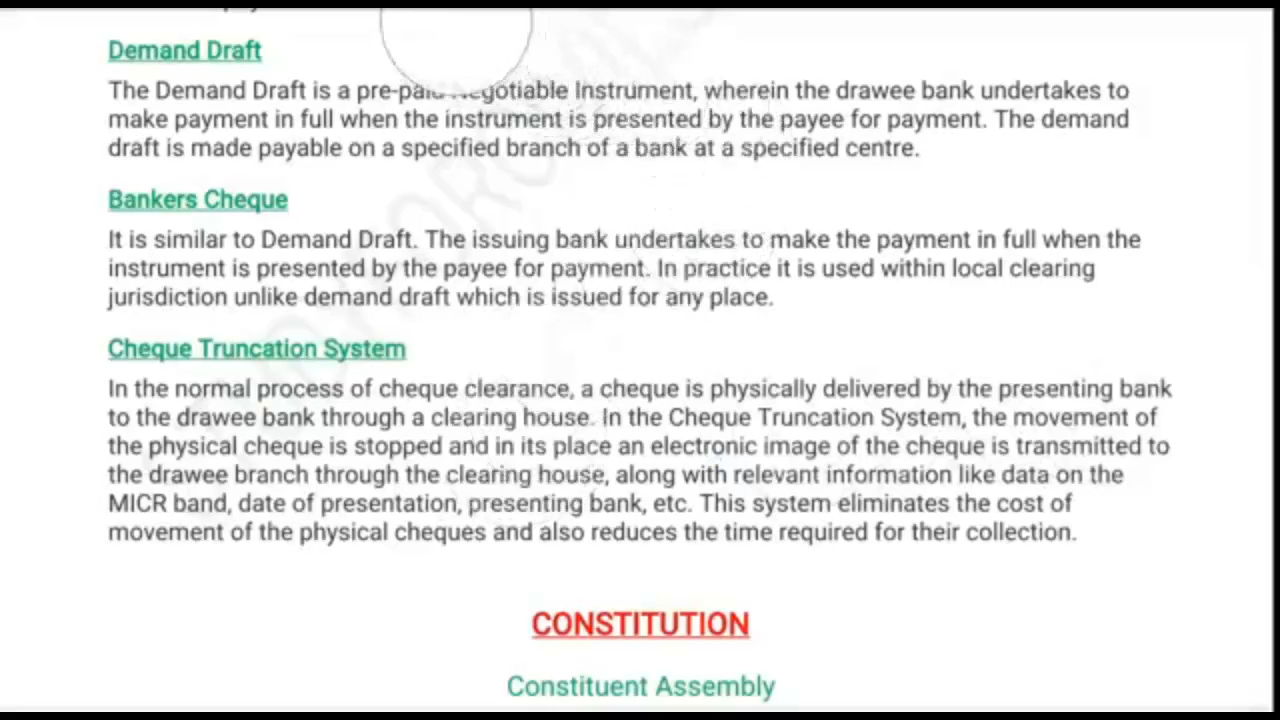 Demand Draft
The Demand Draft is a pre-paid Negotiable Instrument, wherein the drawee bank undertakes to
make payment in full when the instrument is presented by the payee for payment. The demand
draft is made payable on a specified branch of a bank at a specified centre.
Bankers Cheque
It is similar to Demand Draft. The issuing bank undertakes to make the payment in full when the
instrument is presented by the payee for payment. In practice it is used within local clearing
jurisdiction unlike demand draft which is issued for any place.
Cheque Truncation System
In the normal process of cheque clearance, a cheque is physically delivered by the presenting bank
to the drawee bank through a clearing house. In the Cheque Truncation System, the movement of
the physical cheque is stopped and in its place an electronic image of the cheque is transmitted to
the drawee branch through the clearing house, along with relevant information like data on the
MICR band, date of presentation, presenting bank, etc. This system eliminates the cost of
movement of the physical cheques and also reduces the time required for their collection.
CONSTITUTION
Constituent Assembly